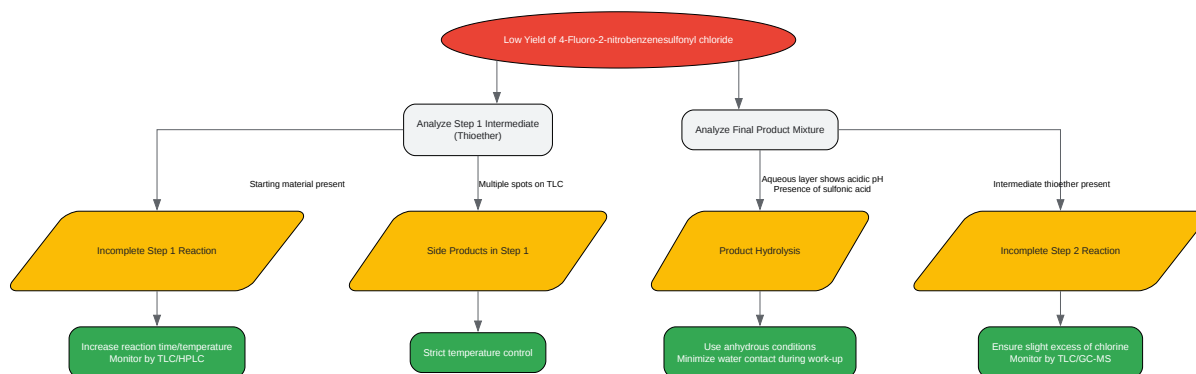 Low Yield of 4-Fluoro-2-nitrobenzenesulfonyl chloride
Analyze Step 1 Intermediate
(Thioether)
Analyze Final Product Mixture
Starting material present
Multiple spots on TLC
Aqueous layer shows acidic pH
Presence of sulfonic acid
Intermediate thioether present
Incomplete Step 1 Reaction
Side Products in Step 1
Product Hydrolysis
Incomplete Step 2 Reaction
Increase reaction time/temperature
Monitor by TLC/HPLC
Strict temperature control
Use anhydrous conditions
Minimize water contact during work-up
Ensure slight excess of chlorine
Monitor by TLC/GC-MS